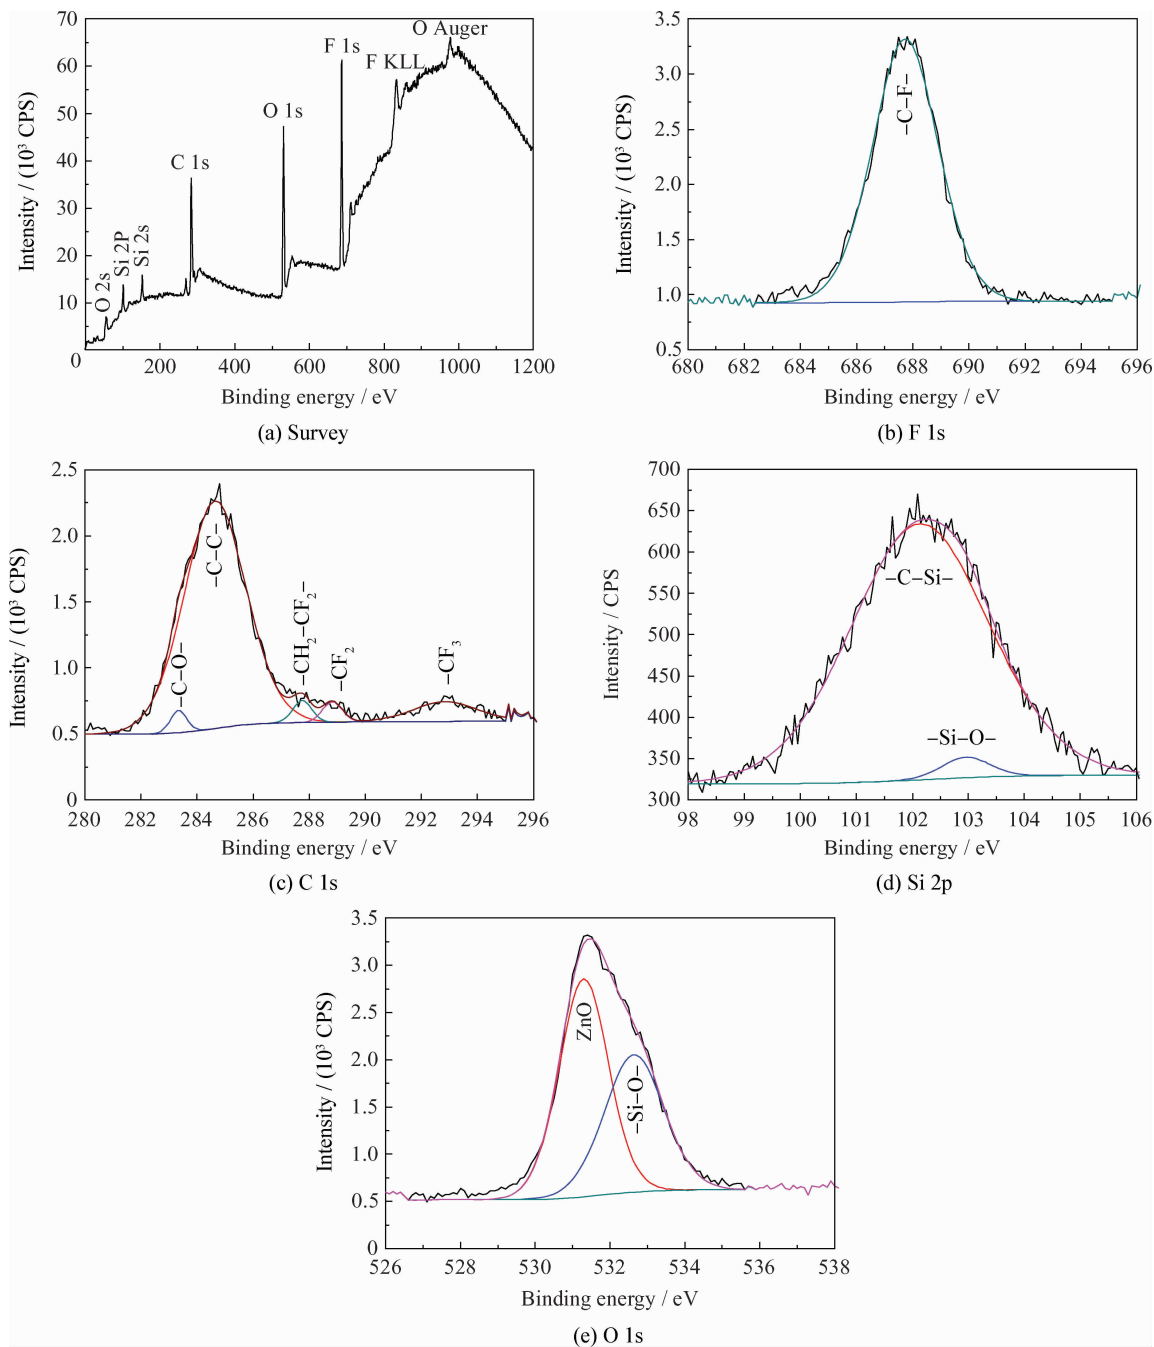 70
60
50
40
30
20
10
0
200
400
600
800
1000
1200
Intensity / (10³ CPS)
O 2s
Si 2P
Si 2s
C 1s
O 1s
F 1s
F KLL
O Auger
Binding energy / eV
(a) Survey
3.5
3.0
2.5
2.0
1.5
1.0
0.5
680
682
684
686
688
690
692
694
696
Intensity / (10³ CPS)
–C–F–
Binding energy / eV
(b) F 1s
2.5
2.0
1.5
1.0
0.5
0
280
282
284
286
288
290
292
294
296
Intensity / (10³ CPS)
–C–O–
–C–C–
–CH₂–CF₂–
–CF₂
–CF₃
Binding energy / eV
(c) C 1s
700
650
600
550
500
450
400
350
300
98
99
100
101
102
103
104
105
106
Intensity / CPS
–C–Si–
–Si–O–
Binding energy / eV
(d) Si 2p
3.5
3.0
2.5
2.0
1.5
1.0
0.5
0
526
528
530
532
534
536
538
Intensity / (10³ CPS)
ZnO
–Si–O–
Binding energy / eV
(e) O 1s